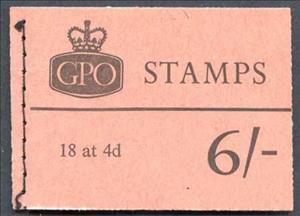 GPO STAMPS
18 at 4d 6/-